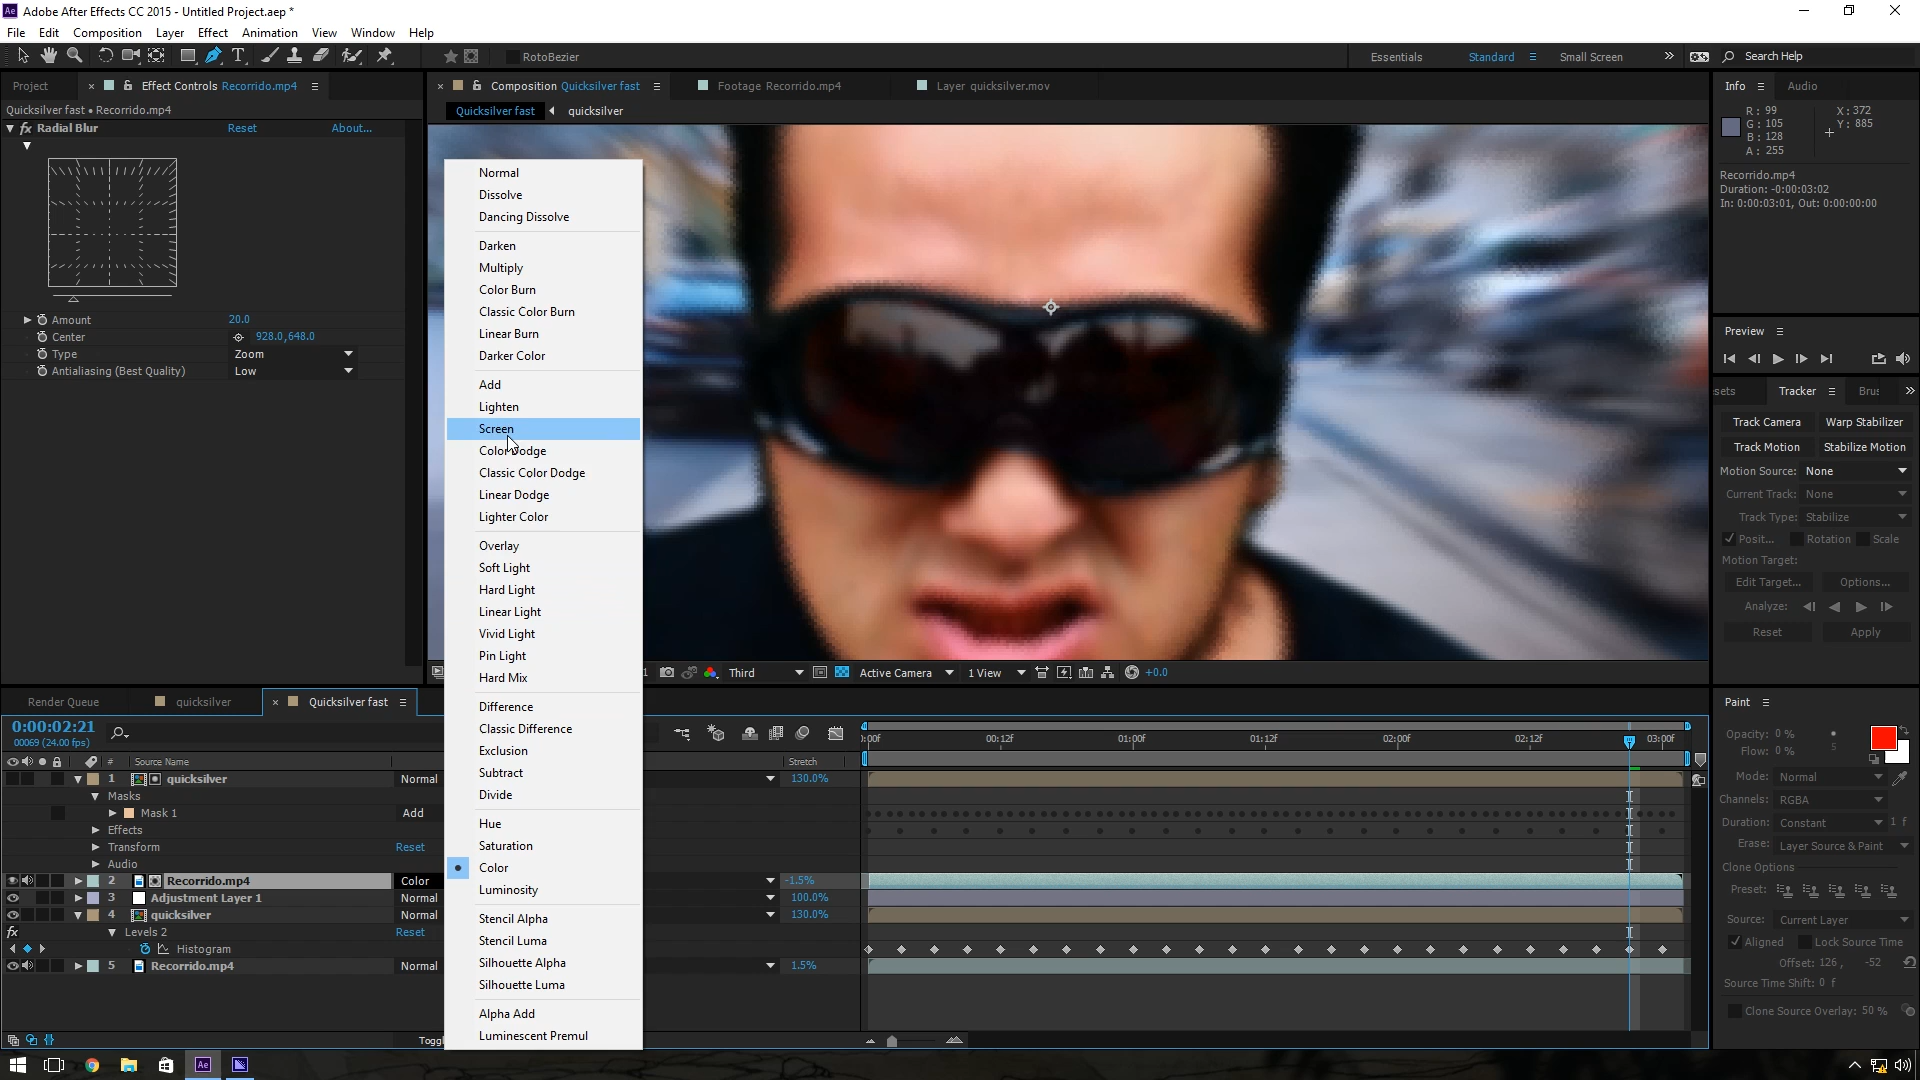 Ae Adobe After Effects CC 2015 - Untitled Project.aep *
File Edit Composition Layer Effect Animation View Window Help
T RotoBezier Essentials Standard Small Screen » Search Help
Project × Effect Controls Recorrido.mp4
× Composition Quicksilver fast Footage Recorrido.mp4 Layer quicksilver.mov
Info Audio
Quicksilver fast • Recorrido.mp4
Quicksilver fast quicksilver
R: 99 X: 372
G: 105 Y: 885
B: 128
A: 255
fx Radial Blur Reset About...
Recorrido.mp4
Duration: -0:00:03:02
In: 0:00:03:01, Out: 0:00:00:00
Amount 20.0
Center 928.0,648.0
Type Zoom
Antialiasing (Best Quality) Low
Normal
Dissolve
Dancing Dissolve
Darken
Multiply
Color Burn
Classic Color Burn
Linear Burn
Darker Color
Add
Lighten
Screen
Color Dodge
Classic Color Dodge
Linear Dodge
Lighter Color
Overlay
Soft Light
Hard Light
Linear Light
Vivid Light
Pin Light
Hard Mix
Difference
Classic Difference
Exclusion
Subtract
Divide
Hue
Saturation
Color
Luminosity
Stencil Alpha
Stencil Luma
Silhouette Alpha
Silhouette Luma
Alpha Add
Luminescent Premul
Preview
sets Tracker Brus »
Track Camera Warp Stabilizer
Track Motion Stabilize Motion
Motion Source: None
Current Track: None
Track Type: Stabilize
Posit... Rotation Scale
Motion Target:
Edit Target... Options...
Analyze:
Reset Apply
Third Active Camera 1 View +0.0
Render Queue quicksilver × Quicksilver fast
0:00:02:21
00069 (24.00 fps)
:00f 00:12f 01:00f 01:12f 02:00f 02:12f 03:00f
# Source Name Stretch
1 quicksilver Normal 130.0%
Masks
Mask 1 Add
Effects
Transform Reset
Audio
2 Recorrido.mp4 Color -1.5%
3 Adjustment Layer 1 Normal 100.0%
4 quicksilver Normal 130.0%
fx Levels 2 Reset
Histogram
5 Recorrido.mp4 Normal 1.5%
Toggl
Paint
Opacity: 0 %
Flow: 0 % 5
Mode: Normal
Channels: RGBA
Duration: Constant 1 f
Erase: Layer Source & Paint
Clone Options
Preset:
Source: Current Layer
Aligned Lock Source Time
Offset: 126 , -52
Source Time Shift: 0 f
Clone Source Overlay: 50 %
Ae